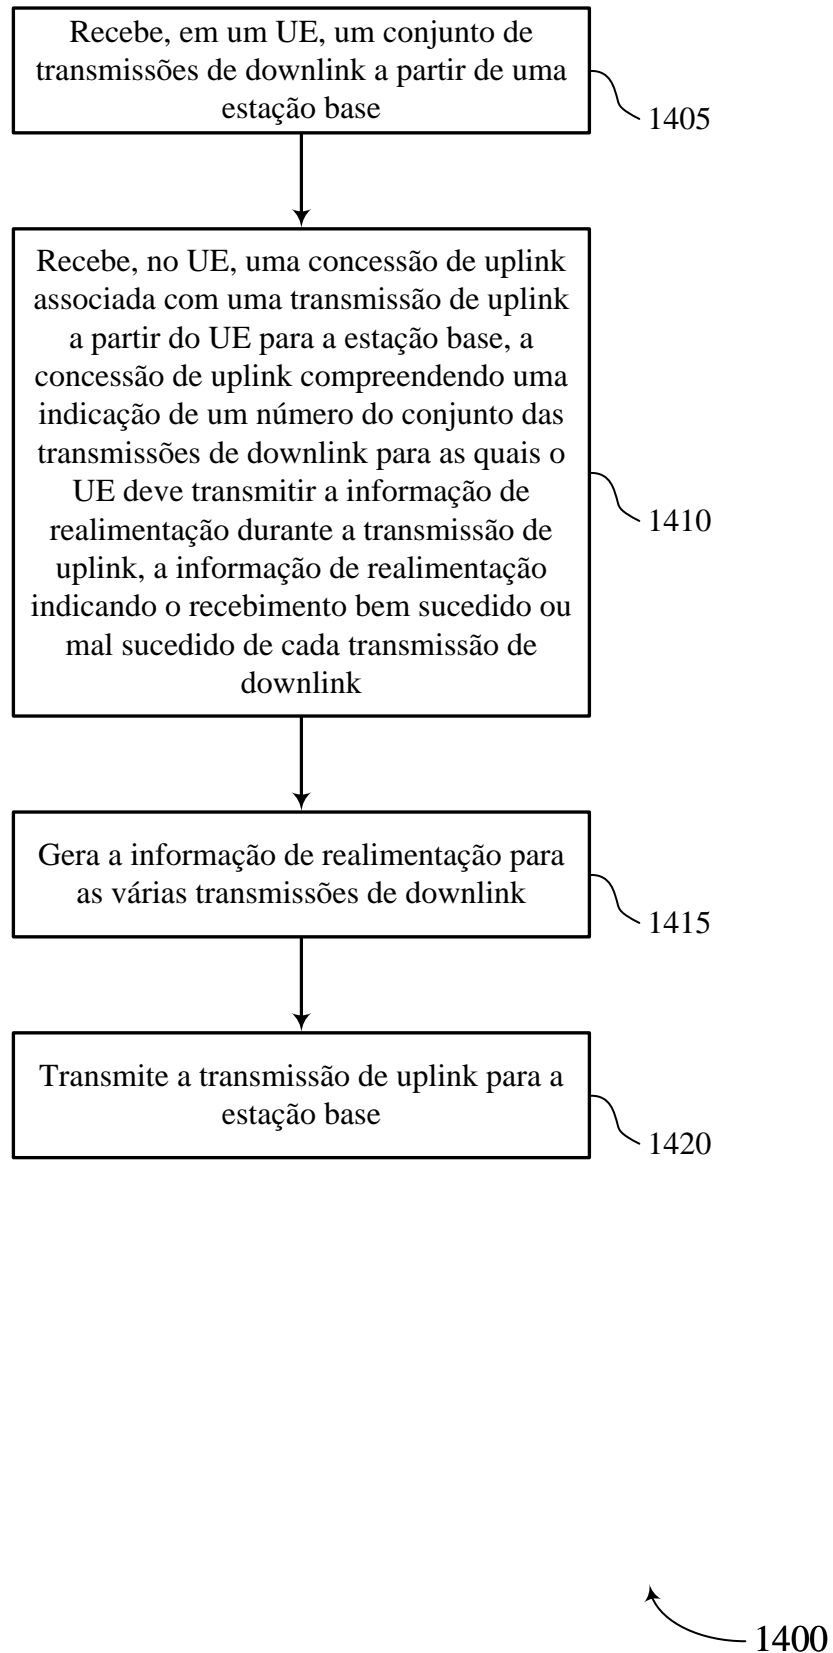 Recebe, em um UE, um conjunto de
transmissões de downlink a partir de uma
estação base
1405
Recebe, no UE, uma concessão de uplink
associada com uma transmissão de uplink
a partir do UE para a estação base, a
concessão de uplink compreendendo uma
indicação de um número do conjunto das
transmissões de downlink para as quais o
UE deve transmitir a informação de
realimentação durante a transmissão de
uplink, a informação de realimentação
indicando o recebimento bem sucedido ou
mal sucedido de cada transmissão de
downlink
1410
Gera a informação de realimentação para
as várias transmissões de downlink
1415
Transmite a transmissão de uplink para a
estação base
1420
1400